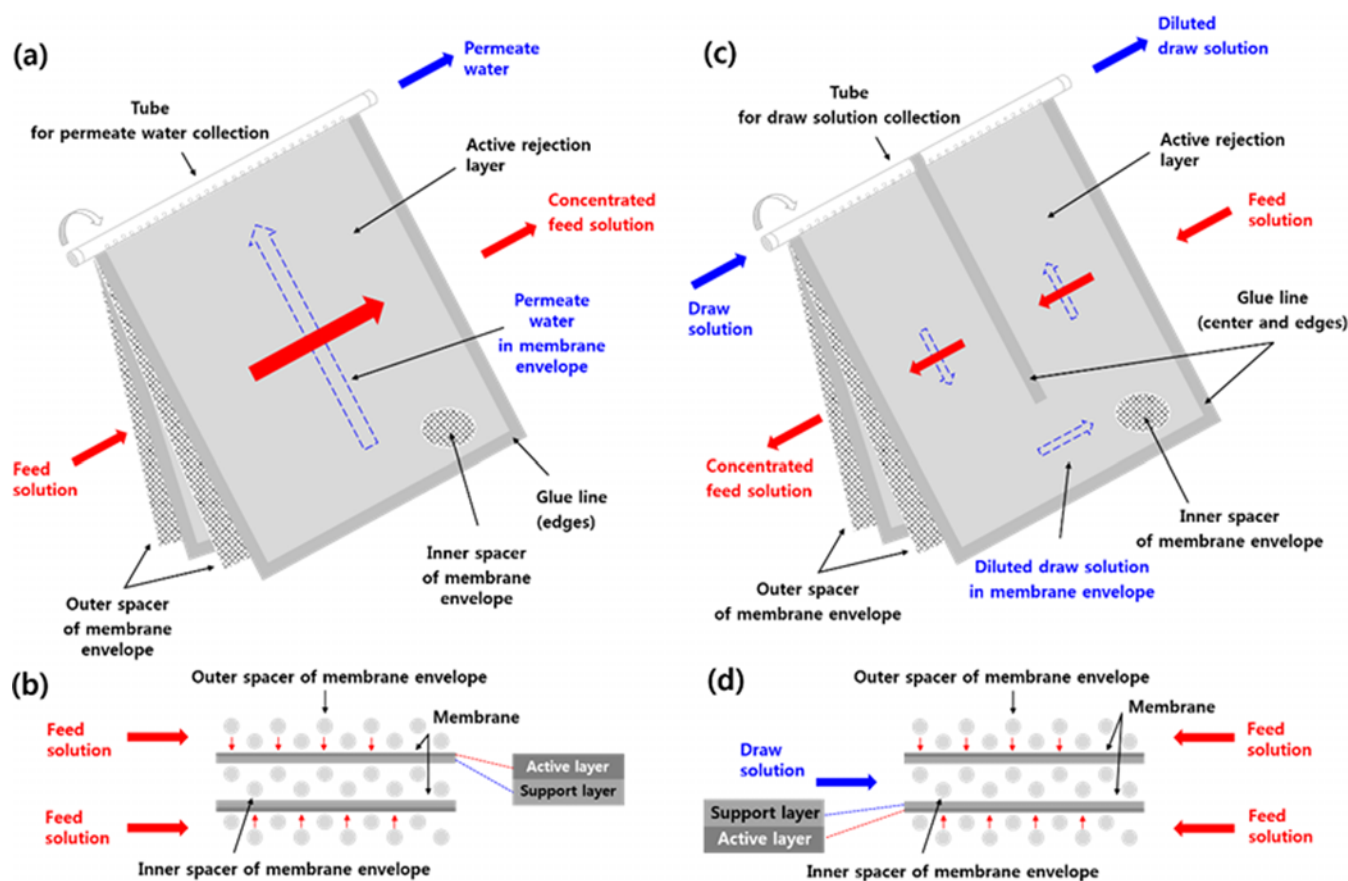 (a)
Permeate
water
Tube
for permeate water collection
Active rejection
layer
Concentrated
feed solution
Permeate
water
in membrane
envelope
Feed
solution
Glue line
(edges)
Inner spacer
of membrane
envelope
Outer spacer
of membrane
envelope
(c)
Diluted
draw solution
Tube
for draw solution collection
Active rejection
layer
Feed
solution
Draw
solution
Glue line
(center and edges)
Concentrated
feed solution
Inner spacer
of membrane envelope
Diluted draw solution
in membrane envelope
Outer spacer
of membrane envelope
(b)
Outer spacer of membrane envelope
Feed
solution
Membrane
Active layer
Support layer
Feed
solution
Inner spacer of membrane envelope
(d)
Outer spacer of membrane envelope
Membrane
Feed
solution
Draw
solution
Support layer
Active layer
Feed
solution
Inner spacer of membrane envelope